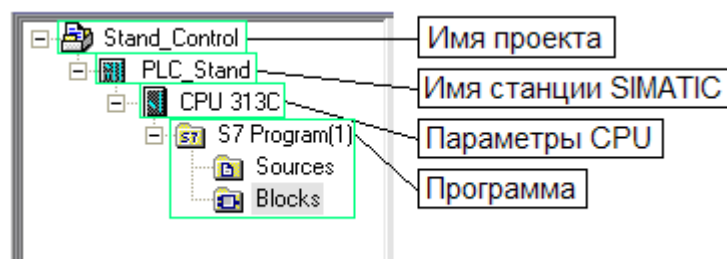 Stand_Control
Имя проекта
PLC_Stand
Имя станции SIMATIC
CPU 313C
Параметры CPU
S7 Program(1)
Программа
Sources
Blocks